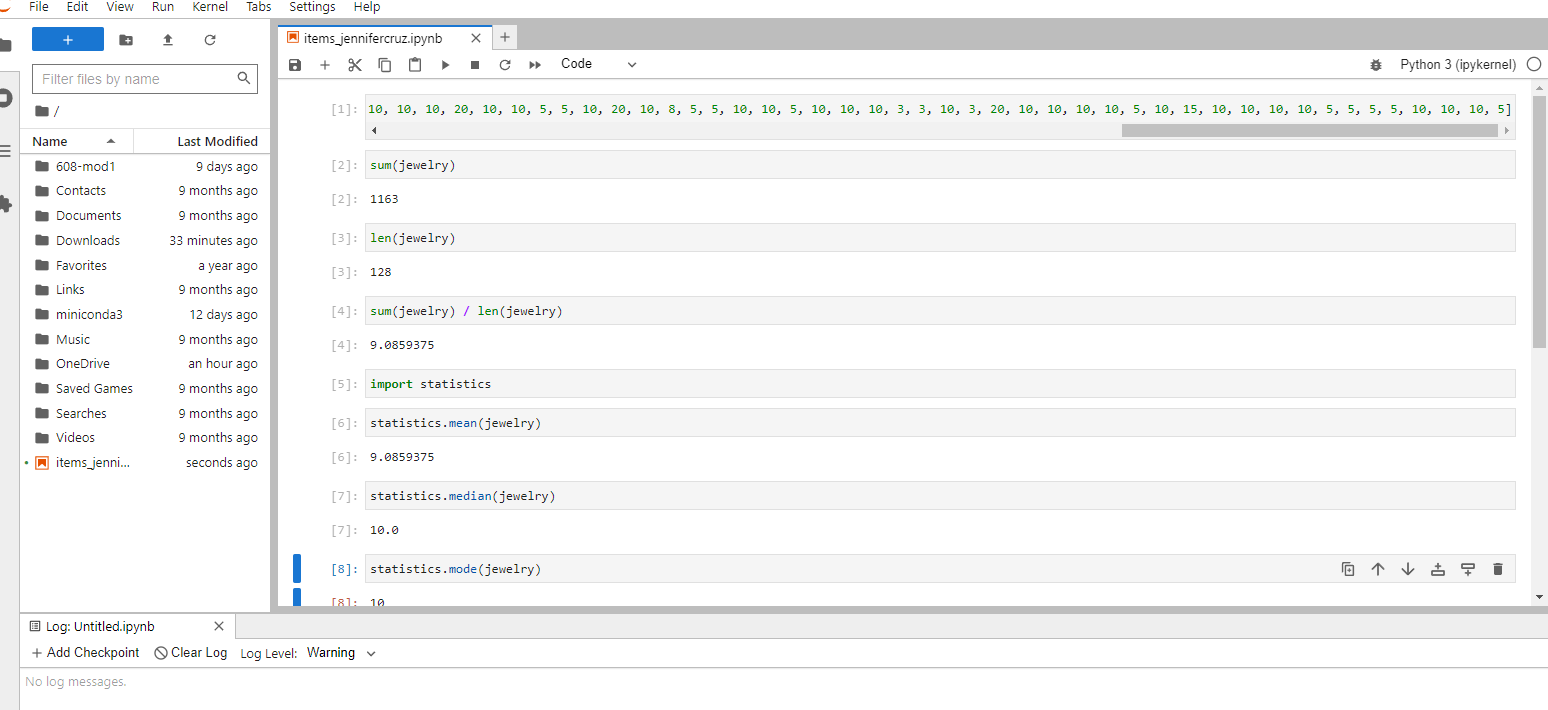 File Edit View Run Kernel Tabs Settings Help
Filter files by name
/
Name Last Modified
608-mod1 9 days ago
Contacts 9 months ago
Documents 9 months ago
Downloads 33 minutes ago
Favorites a year ago
Links 9 months ago
miniconda3 12 days ago
Music 9 months ago
OneDrive an hour ago
Saved Games 9 months ago
Searches 9 months ago
Videos 9 months ago
items_jenni... seconds ago
items_jennifercruz.ipynb
Code
Python 3 (ipykernel)
[1]: 10, 10, 10, 20, 10, 10, 5, 5, 10, 20, 10, 8, 5, 5, 10, 10, 5, 10, 10, 10, 3, 3, 10, 3, 20, 10, 10, 10, 10, 5, 10, 15, 10, 10, 10, 10, 5, 5, 5, 5, 10, 10, 10, 5]
[2]: sum(jewelry)
[2]: 1163
[3]: len(jewelry)
[3]: 128
[4]: sum(jewelry) / len(jewelry)
[4]: 9.0859375
[5]: import statistics
[6]: statistics.mean(jewelry)
[6]: 9.0859375
[7]: statistics.median(jewelry)
[7]: 10.0
[8]: statistics.mode(jewelry)
[8]: 10
Log: Untitled.ipynb
Add Checkpoint Clear Log Log Level: Warning
No log messages.